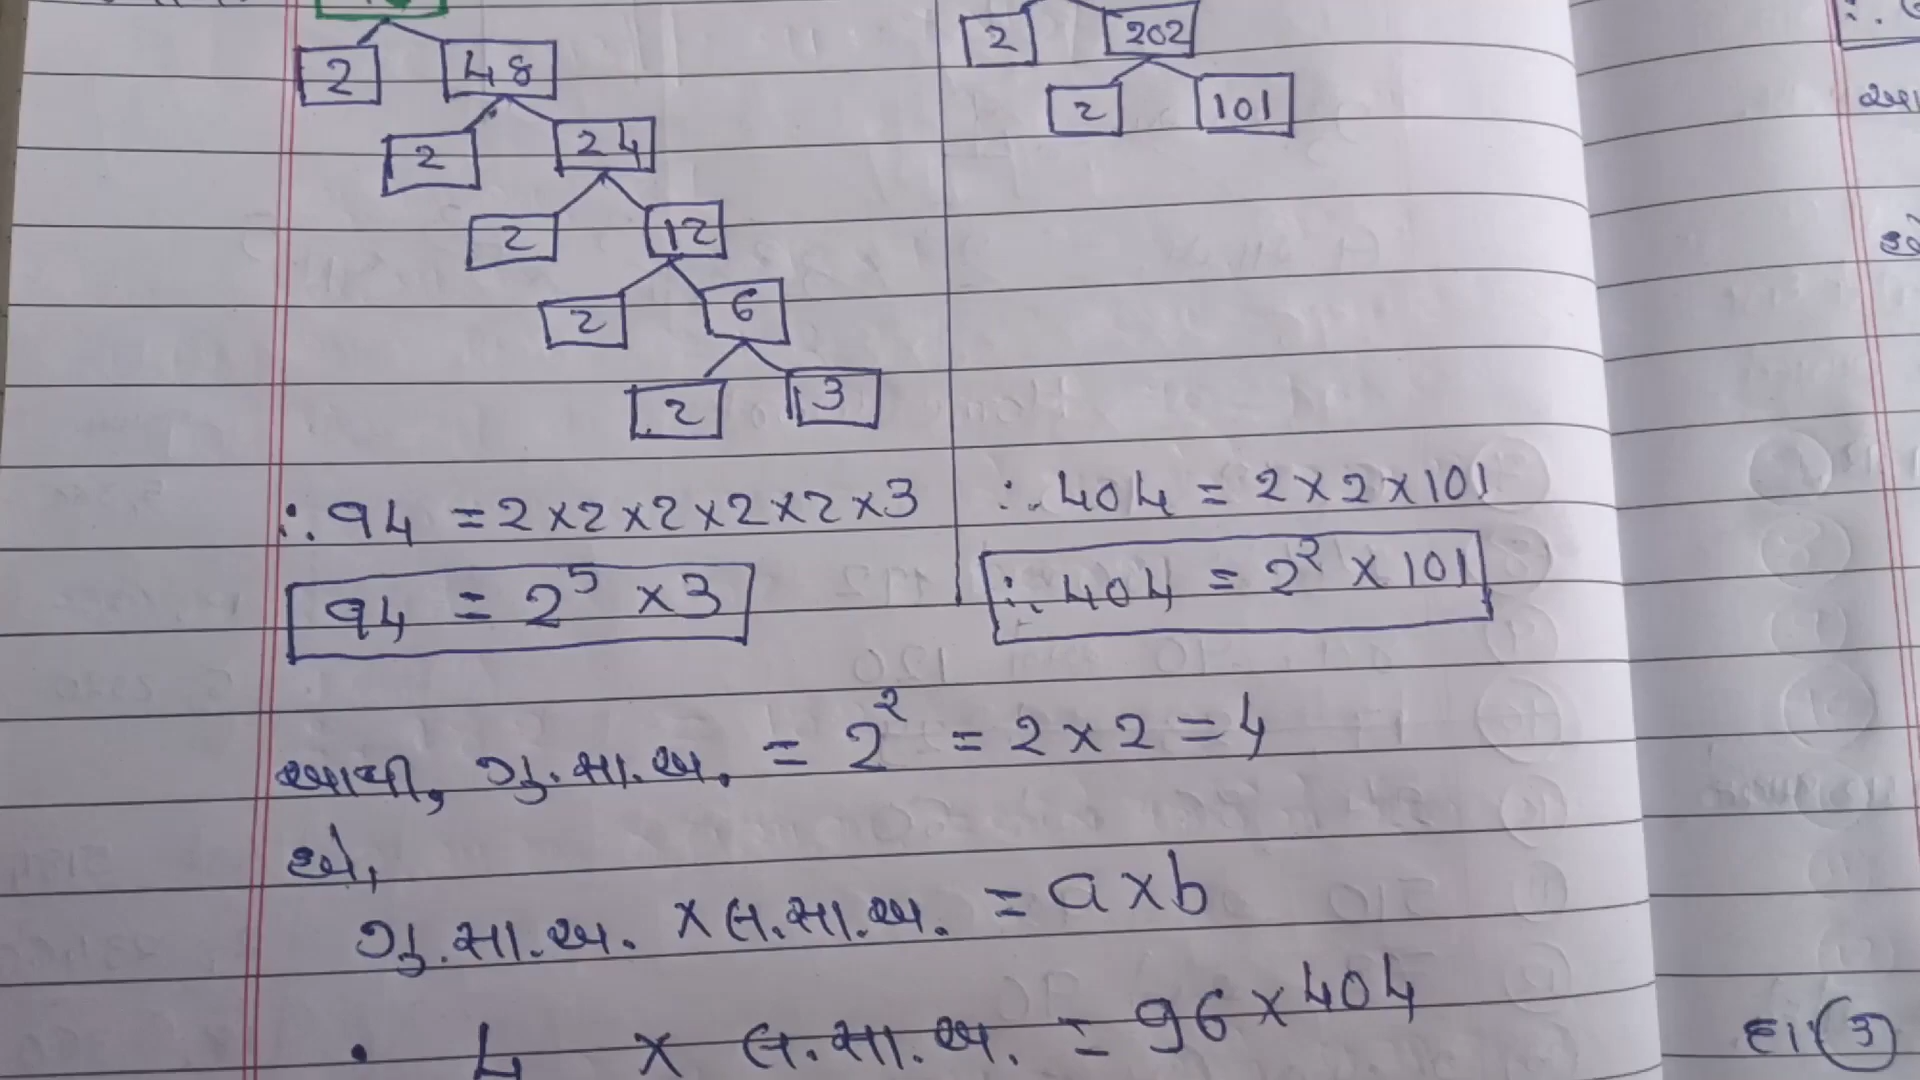 2 48
2 24
2 12
2 6
2 3
2 202
2 101
∴ 94 = 2×2×2×2×2×3
94 = 2⁵ × 3
∴ 404 = 2×2×101
∴ 404 = 2² × 101
આથી, ગુ.સા.અ. = 2² = 2×2 = 4
હવે,
ગુ.સા.અ. × લ.સા.અ. = a×b
4 × લ.સા.અ. = 96×404
દા. 3